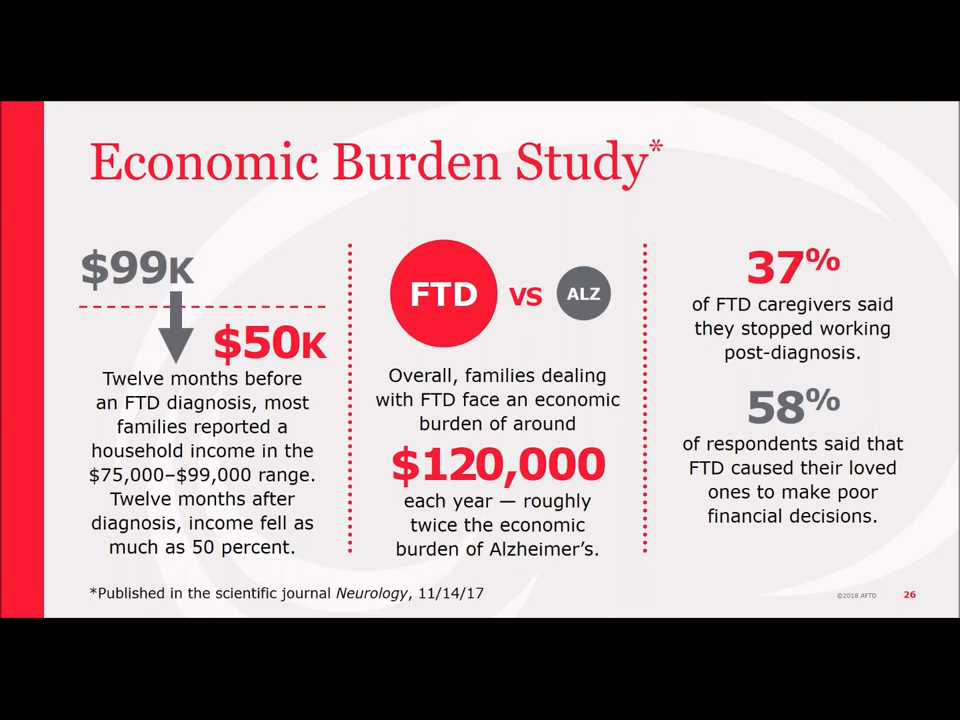 Economic Burden Study*
$99K
$50K
Twelve months before
an FTD diagnosis, most
families reported a
household income in the
$75,000–$99,000 range.
Twelve months after
diagnosis, income fell as
much as 50 percent.
FTD VS ALZ
Overall, families dealing
with FTD face an economic
burden of around
$120,000
each year — roughly
twice the economic
burden of Alzheimer’s.
37%
of FTD caregivers said
they stopped working
post-diagnosis.
58%
of respondents said that
FTD caused their loved
ones to make poor
financial decisions.
*Published in the scientific journal Neurology, 11/14/17
©2018 AFTD 26